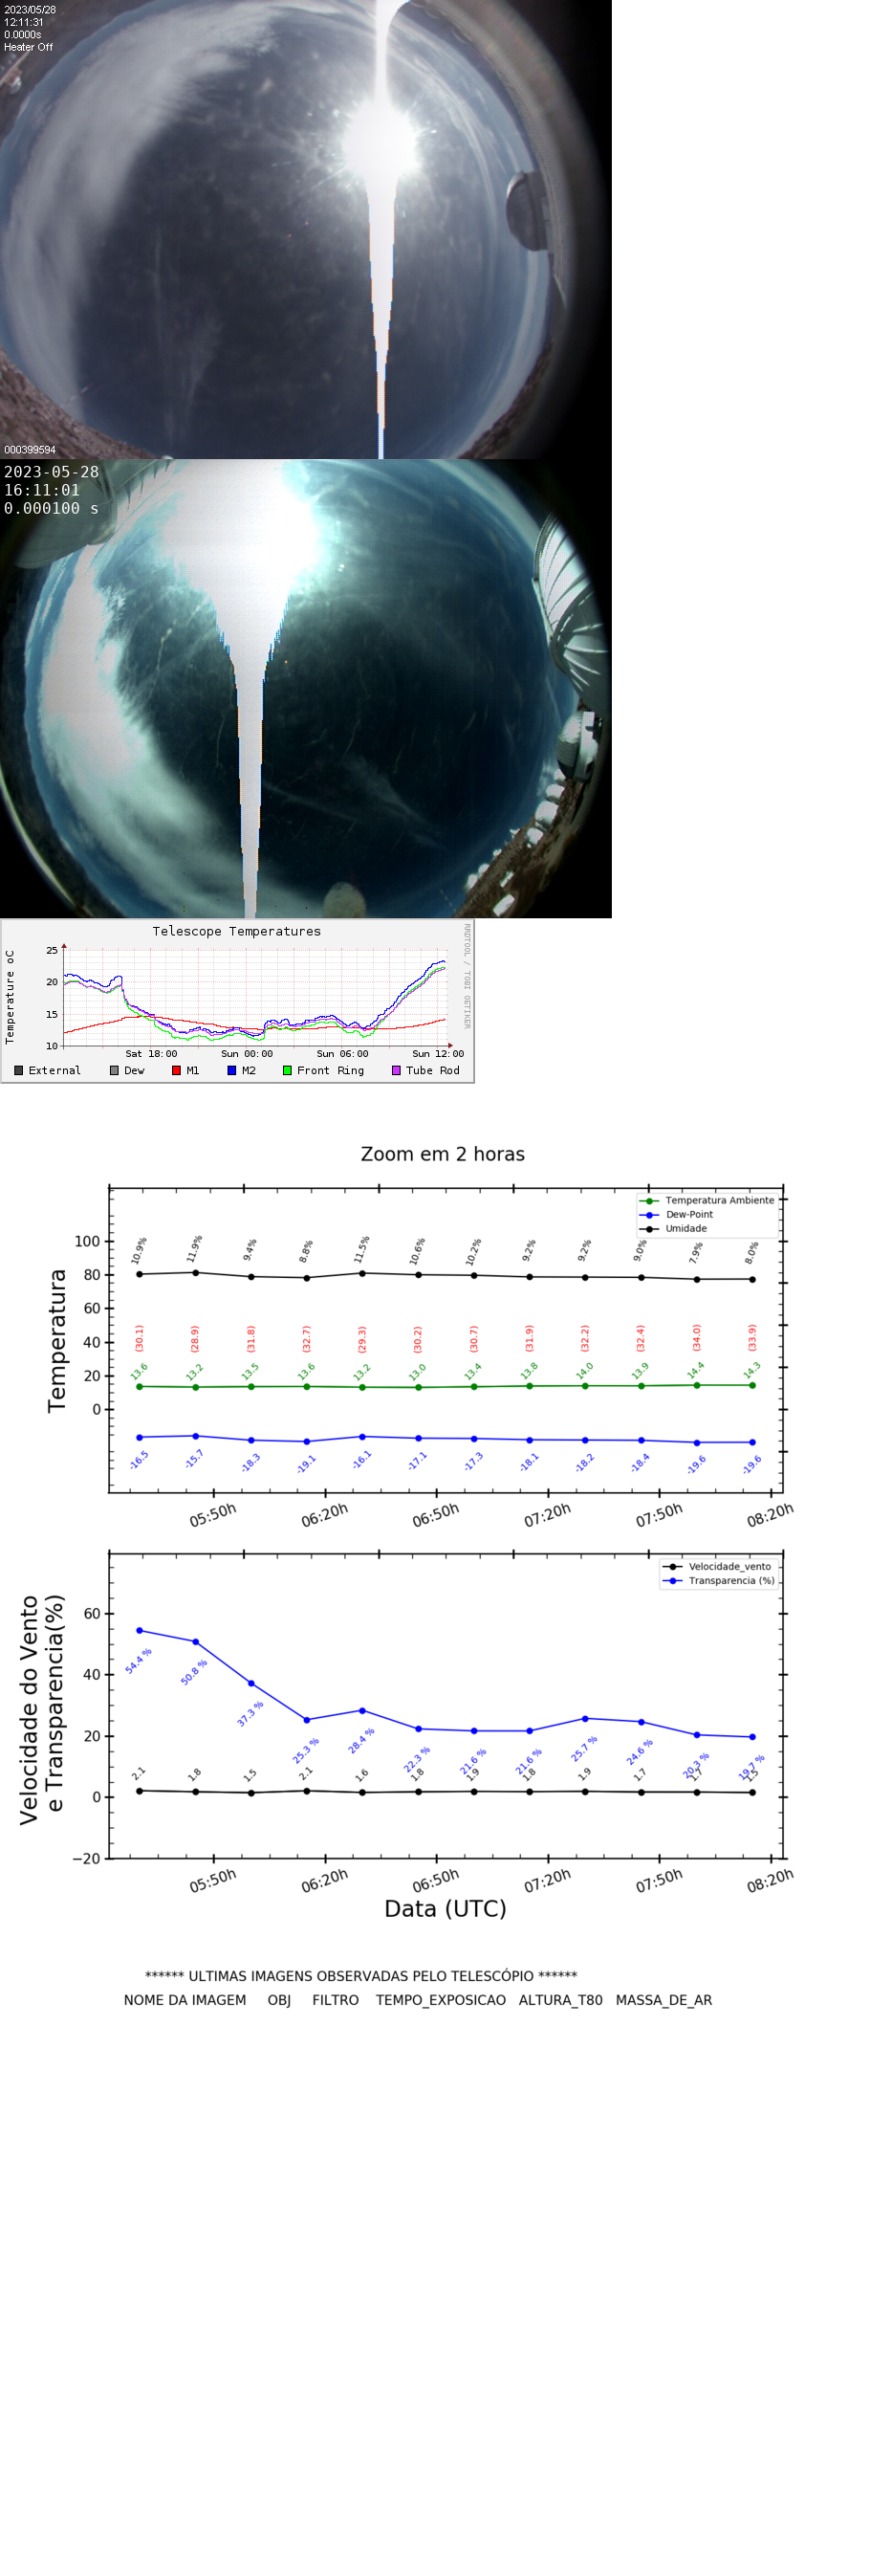 2023/05/28
12:11:31
0.0000s
Heater Off
000399594
2023-05-28
16:11:01
0.000100 s
Telescope Temperatures
RRDTOOL / TOBI OETIKER
Temperature oC
25
20
15
10
Sat 18:00 Sun 00:00 Sun 06:00 Sun 12:00
External Dew M1 M2 Front Ring Tube Rod
Zoom em 2 horas
Temperatura
100
80
60
40
20
0
Temperatura Ambiente
Dew-Point
Umidade
10.9% 11.9% 9.4% 8.8% 11.5% 10.6% 10.2% 9.2% 9.2% 9.0% 7.9% 8.0%
(30.1) (28.9) (31.8) (32.7) (29.3) (30.2) (30.7) (31.9) (32.2) (32.4) (34.0) (33.9)
13.6 13.2 13.5 13.6 13.2 13.0 13.4 13.8 14.0 13.9 14.4 14.3
-16.5 -15.7 -18.3 -19.1 -16.1 -17.1 -17.3 -18.1 -18.2 -18.4 -19.6 -19.6
05:50h 06:20h 06:50h 07:20h 07:50h 08:20h
Velocidade do Vento
e Transparencia(%)
60
40
20
0
−20
Velocidade_vento
Transparencia (%)
54.4 % 50.8 % 37.3 % 25.3 % 28.4 % 22.3 % 21.6 % 21.6 % 25.7 % 24.6 % 20.3 % 19.7 %
2.1 1.8 1.5 2.1 1.6 1.8 1.9 1.8 1.9 1.7 1.7 1.5
05:50h 06:20h 06:50h 07:20h 07:50h 08:20h
Data (UTC)
****** ULTIMAS IMAGENS OBSERVADAS PELO TELESCÓPIO ******
NOME DA IMAGEM OBJ FILTRO TEMPO_EXPOSICAO ALTURA_T80 MASSA_DE_AR